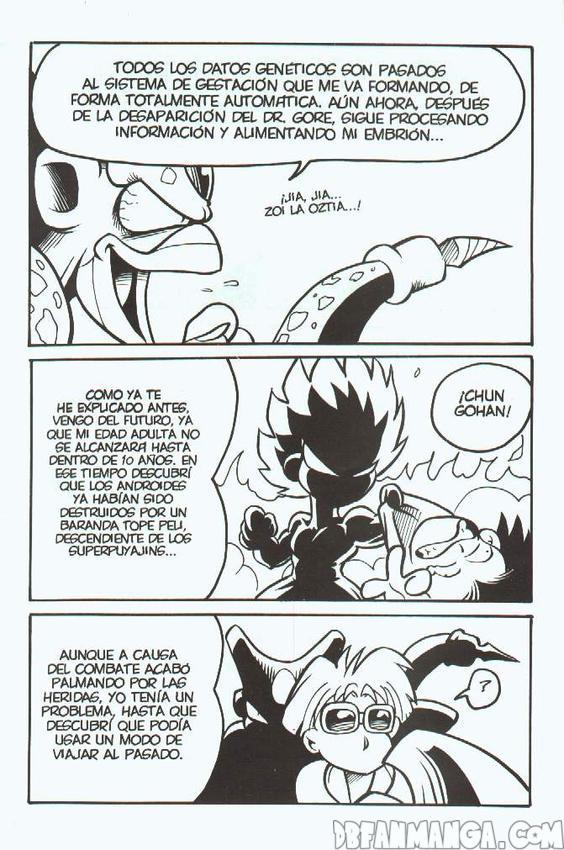 TODOS LOS DATOS GENÉTICOS SON PASADOS
AL SISTEMA DE GESTACIÓN QUE ME VA FORMANDO, DE
FORMA TOTALMENTE AUTOMÁTICA. AÚN AHORA, DESPUÉS
DE LA DESAPARICIÓN DEL DR. GORE, SIGUE PROCESANDO
INFORMACIÓN Y ALIMENTANDO MI EMBRIÓN...
¡JIA, JIA...
ZOI LA OZTIA...!
COMO YA TE
HE EXPLICADO ANTES,
VENGO DEL FUTURO, YA
QUE MI EDAD ADULTA NO
SE ALCANZARÁ HASTA
DENTRO DE 10 AÑOS. EN
ESE TIEMPO DESCUBRÍ
QUE LOS ANDROIDES
YA HABÍAN SIDO
DESTRUIDOS POR UN
BARANDA TOPE PELI,
DESCENDIENTE DE LOS
SUPERPUYAJINS...
¡CHUN
GOHAN!
AUNQUE A CAUSA
DEL COMBATE ACABÓ
PALMANDO POR LAS
HERIDAS, YO TENÍA UN
PROBLEMA, HASTA QUE
DESCUBRÍ QUE PODÍA
USAR UN MODO DE
VIAJAR AL PASADO.
?
DBFANMANGA.COM